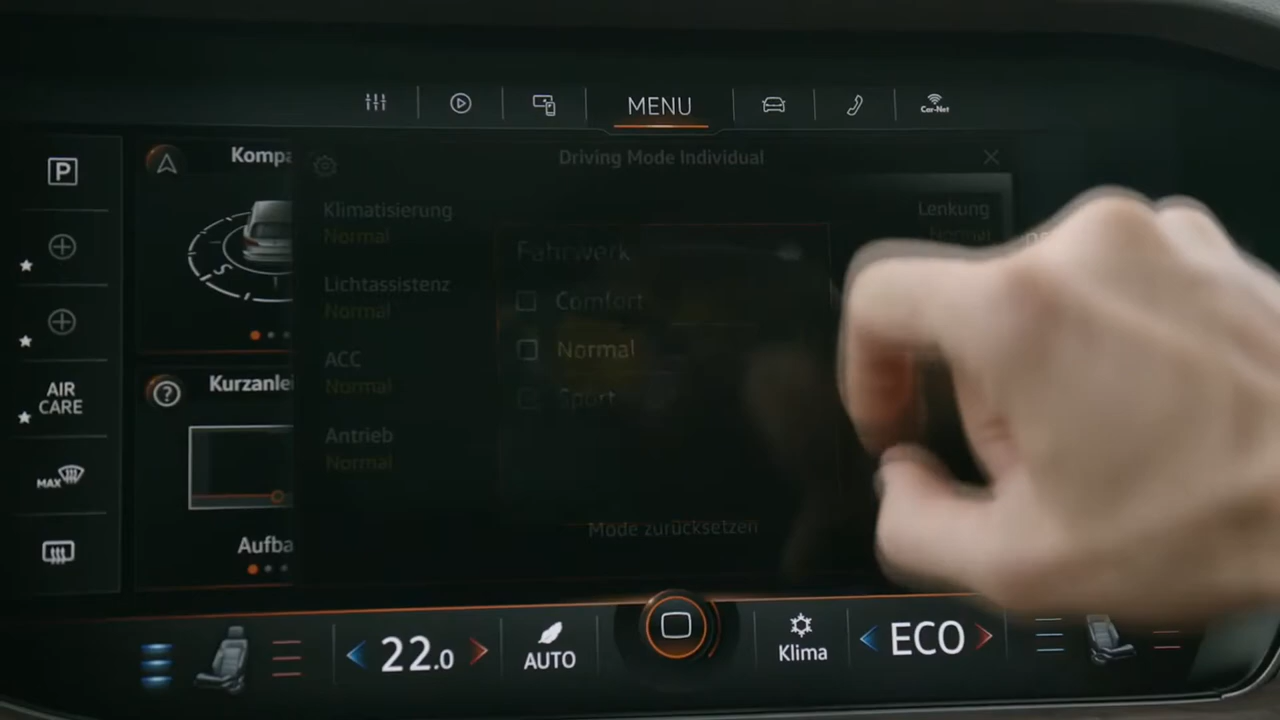 MENU
Car-Net
P
AIR
CARE
MAX
Kompa
S
Kurzanlei
Aufba
Driving Mode Individual
Klimatisierung
Normal
Lichtassistenz
Normal
ACC
Normal
Antrieb
Normal
Fahrwerk
Comfort
Normal
Sport
Lenkung
Normal
Mode zurücksetzen
22.0
AUTO
Klima
ECO